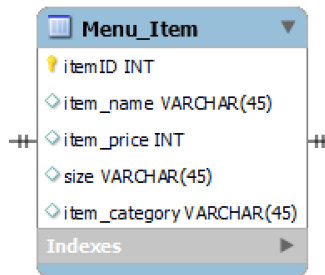 Menu_Item
itemID INT
item_name VARCHAR(45)
item_price INT
size VARCHAR(45)
item_category VARCHAR(45)
Indexes